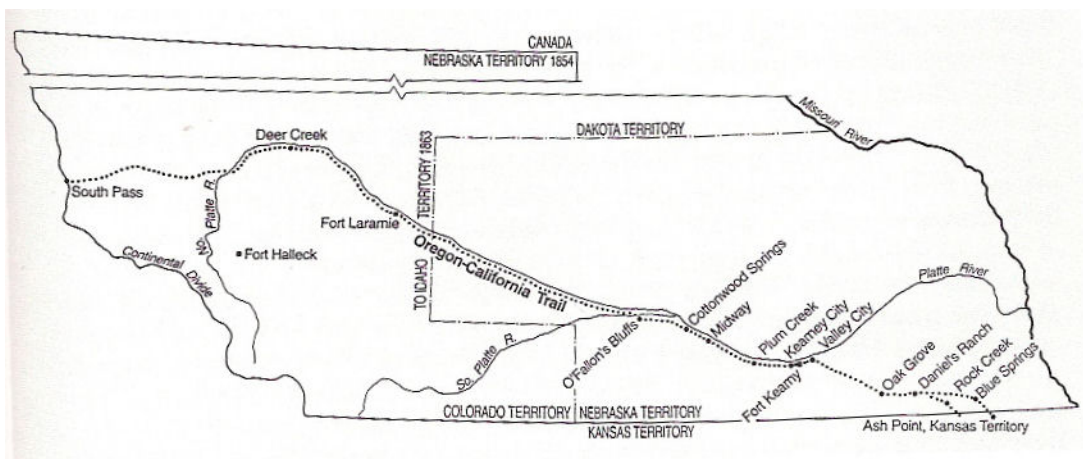 CANADA
NEBRASKA TERRITORY 1854
Missouri River
DAKOTA TERRITORY
Deer Creek
TERRITORY 1863
South Pass
No. Platte R.
Fort Laramie
Oregon-California Trail
Fort Halleck
Continental Divide
TO IDAHO
Cottonwood Springs
Midway
Platte River
Plum Creek
Kearney City
Valley City
So. Platte R.
O'Fallon's Bluffs
Fort Kearny
Oak Grove
Daniel's Ranch
Rock Creek
Blue Springs
COLORADO TERRITORY
NEBRASKA TERRITORY
KANSAS TERRITORY
Ash Point, Kansas Territory